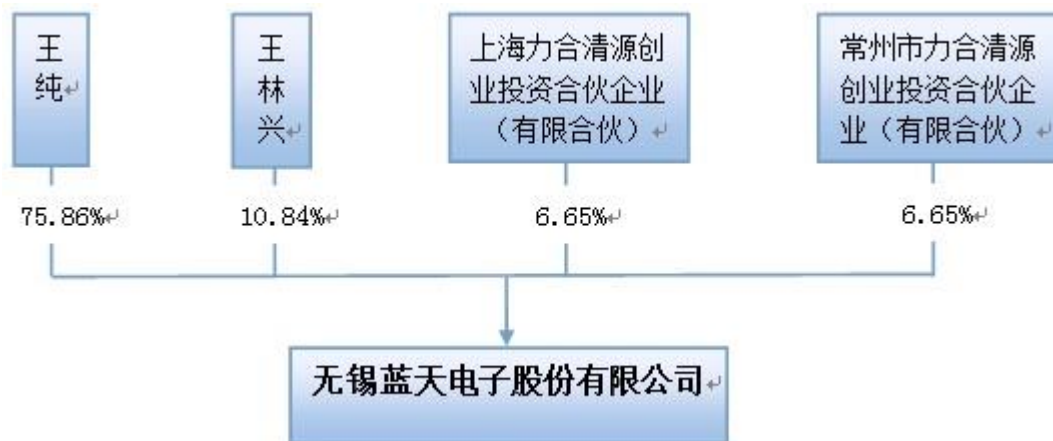 王
纯
王
林
兴
上海力合清源创
业投资合伙企业
（有限合伙）
常州市力合清源
创业投资合伙企
业（有限合伙）
75.86%
10.84%
6.65%
6.65%
无锡蓝天电子股份有限公司